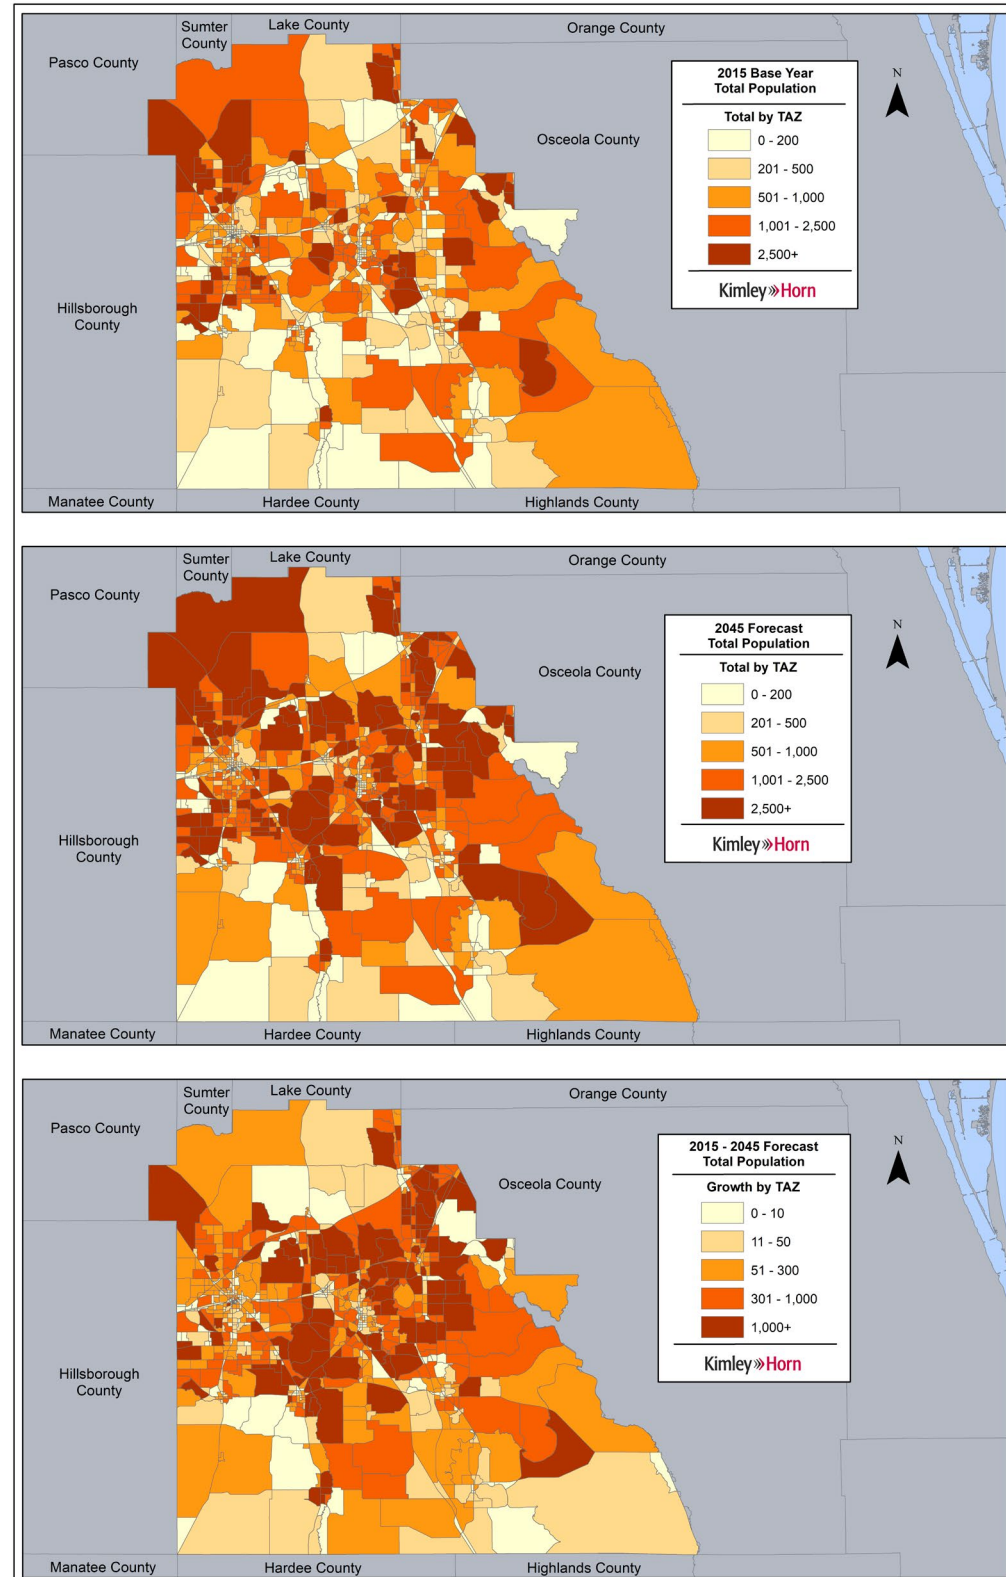 Sumter
County
Lake County
Orange County
Pasco County
Osceola County
Hillsborough
County
Manatee County
Hardee County
Highlands County
2015 Base Year
Total Population
Total by TAZ
0 - 200
201 - 500
501 - 1,000
1,001 - 2,500
2,500+
Kimley»Horn
N
Sumter
County
Lake County
Orange County
Pasco County
Osceola County
Hillsborough
County
Manatee County
Hardee County
Highlands County
2045 Forecast
Total Population
Total by TAZ
0 - 200
201 - 500
501 - 1,000
1,001 - 2,500
2,500+
Kimley»Horn
N
Sumter
County
Lake County
Orange County
Pasco County
Osceola County
Hillsborough
County
Manatee County
Hardee County
Highlands County
2015 - 2045 Forecast
Total Population
Growth by TAZ
0 - 10
11 - 50
51 - 300
301 - 1,000
1,000+
Kimley»Horn
N